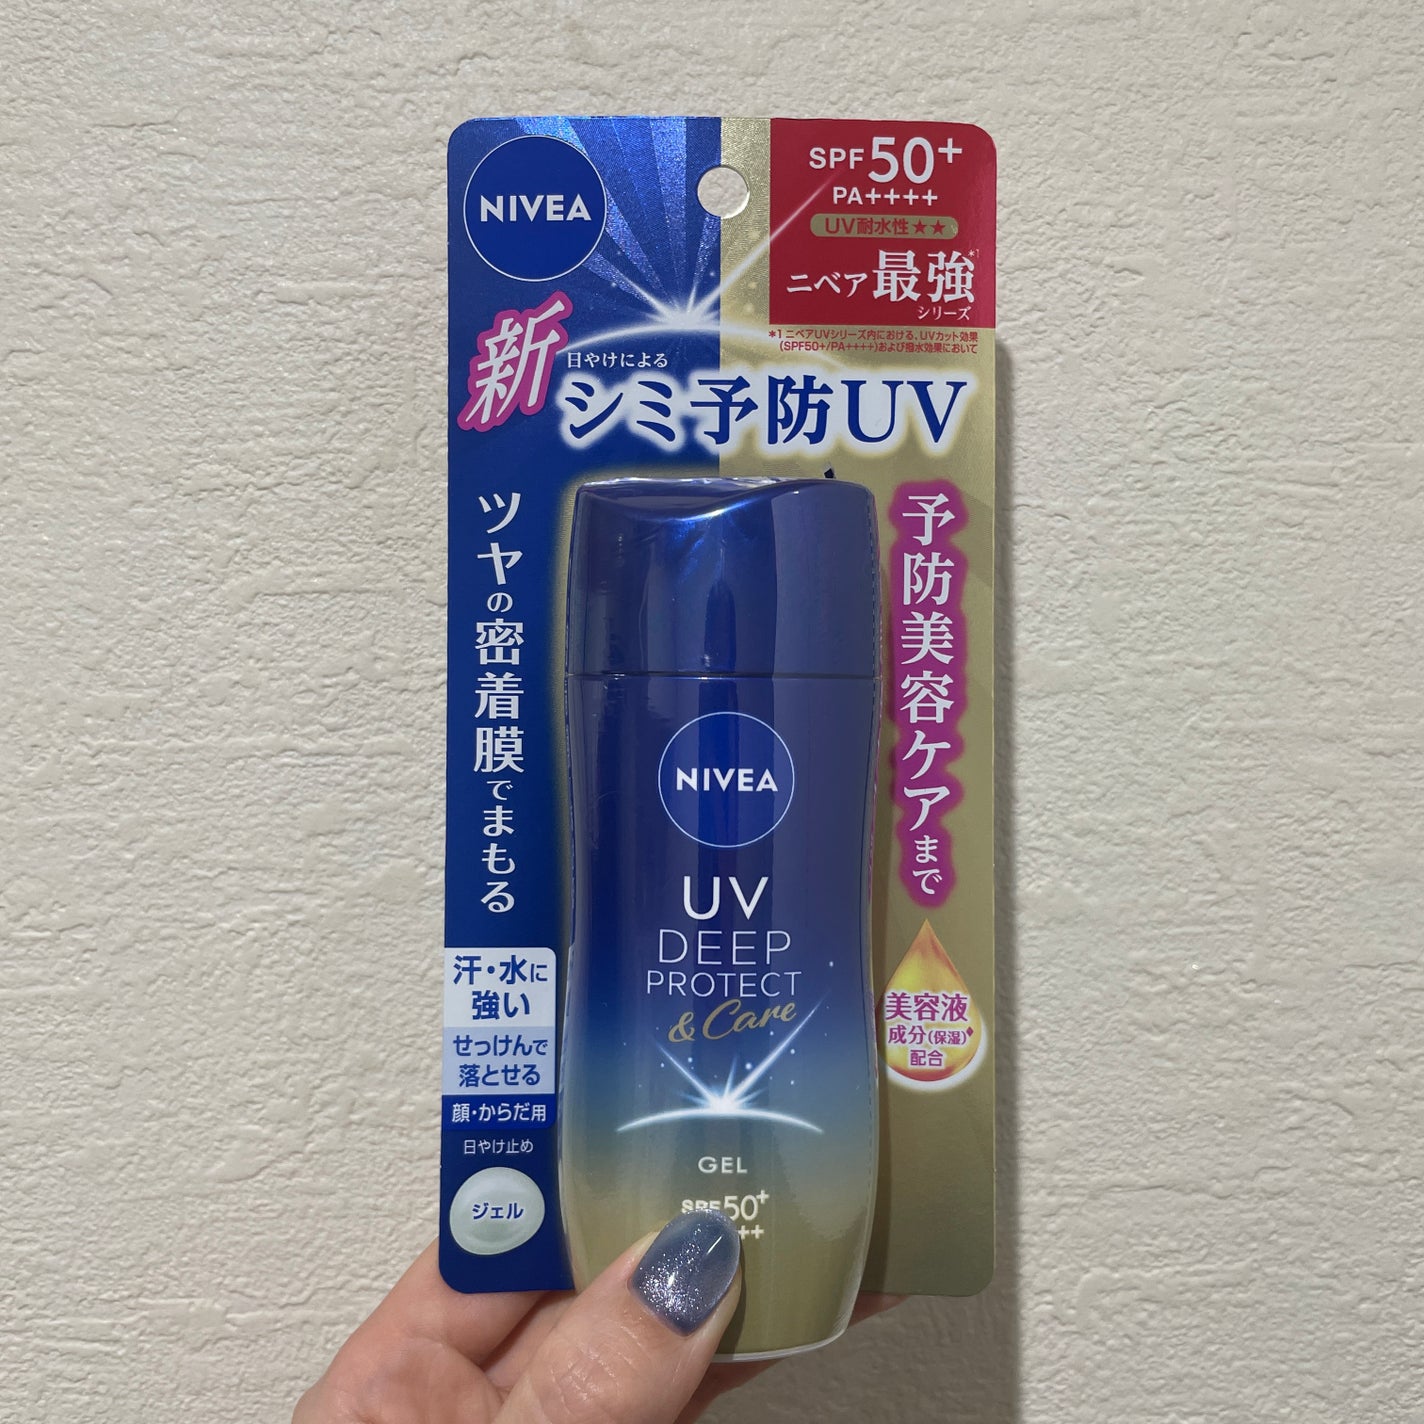 NIVEA
SPF50+
PA++++
UV耐水性★★
ニベア最強*1
シリーズ
*1 ニベアUVシリーズ内における、UVカット効果
(SPF50+/PA++++)および撥水効果において
新
日やけによる
シミ予防UV
ツヤの密着膜でまもる
予防美容ケアまで
NIVEA
UV
DEEP
PROTECT
& Care
GEL
SPF50+
++
汗・水に
強い
せっけんで
落とせる
顔・からだ用
日やけ止め
ジェル
美容液
成分(保湿)♦
配合